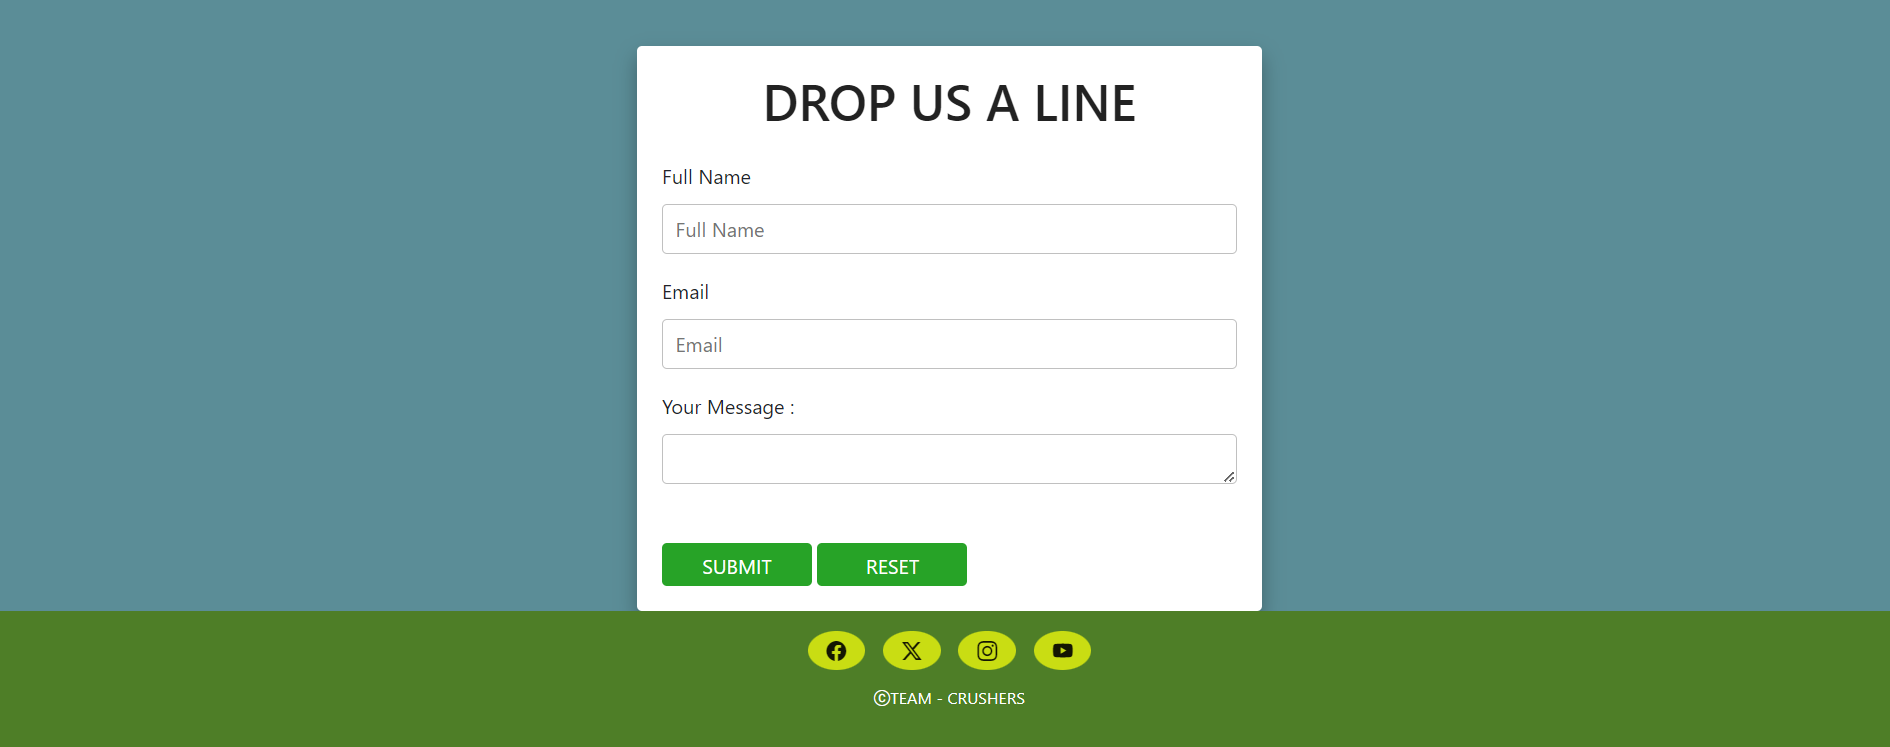 DROP US A LINE
Full Name
Full Name
Email
Email
Your Message :
SUBMIT RESET
©TEAM - CRUSHERS